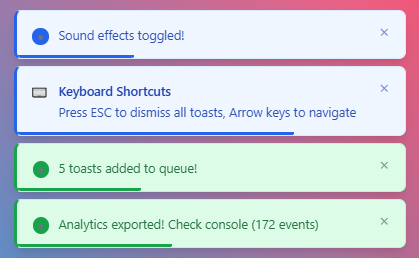 Sound effects toggled!
Keyboard Shortcuts
Press ESC to dismiss all toasts, Arrow keys to navigate
5 toasts added to queue!
Analytics exported! Check console (172 events)